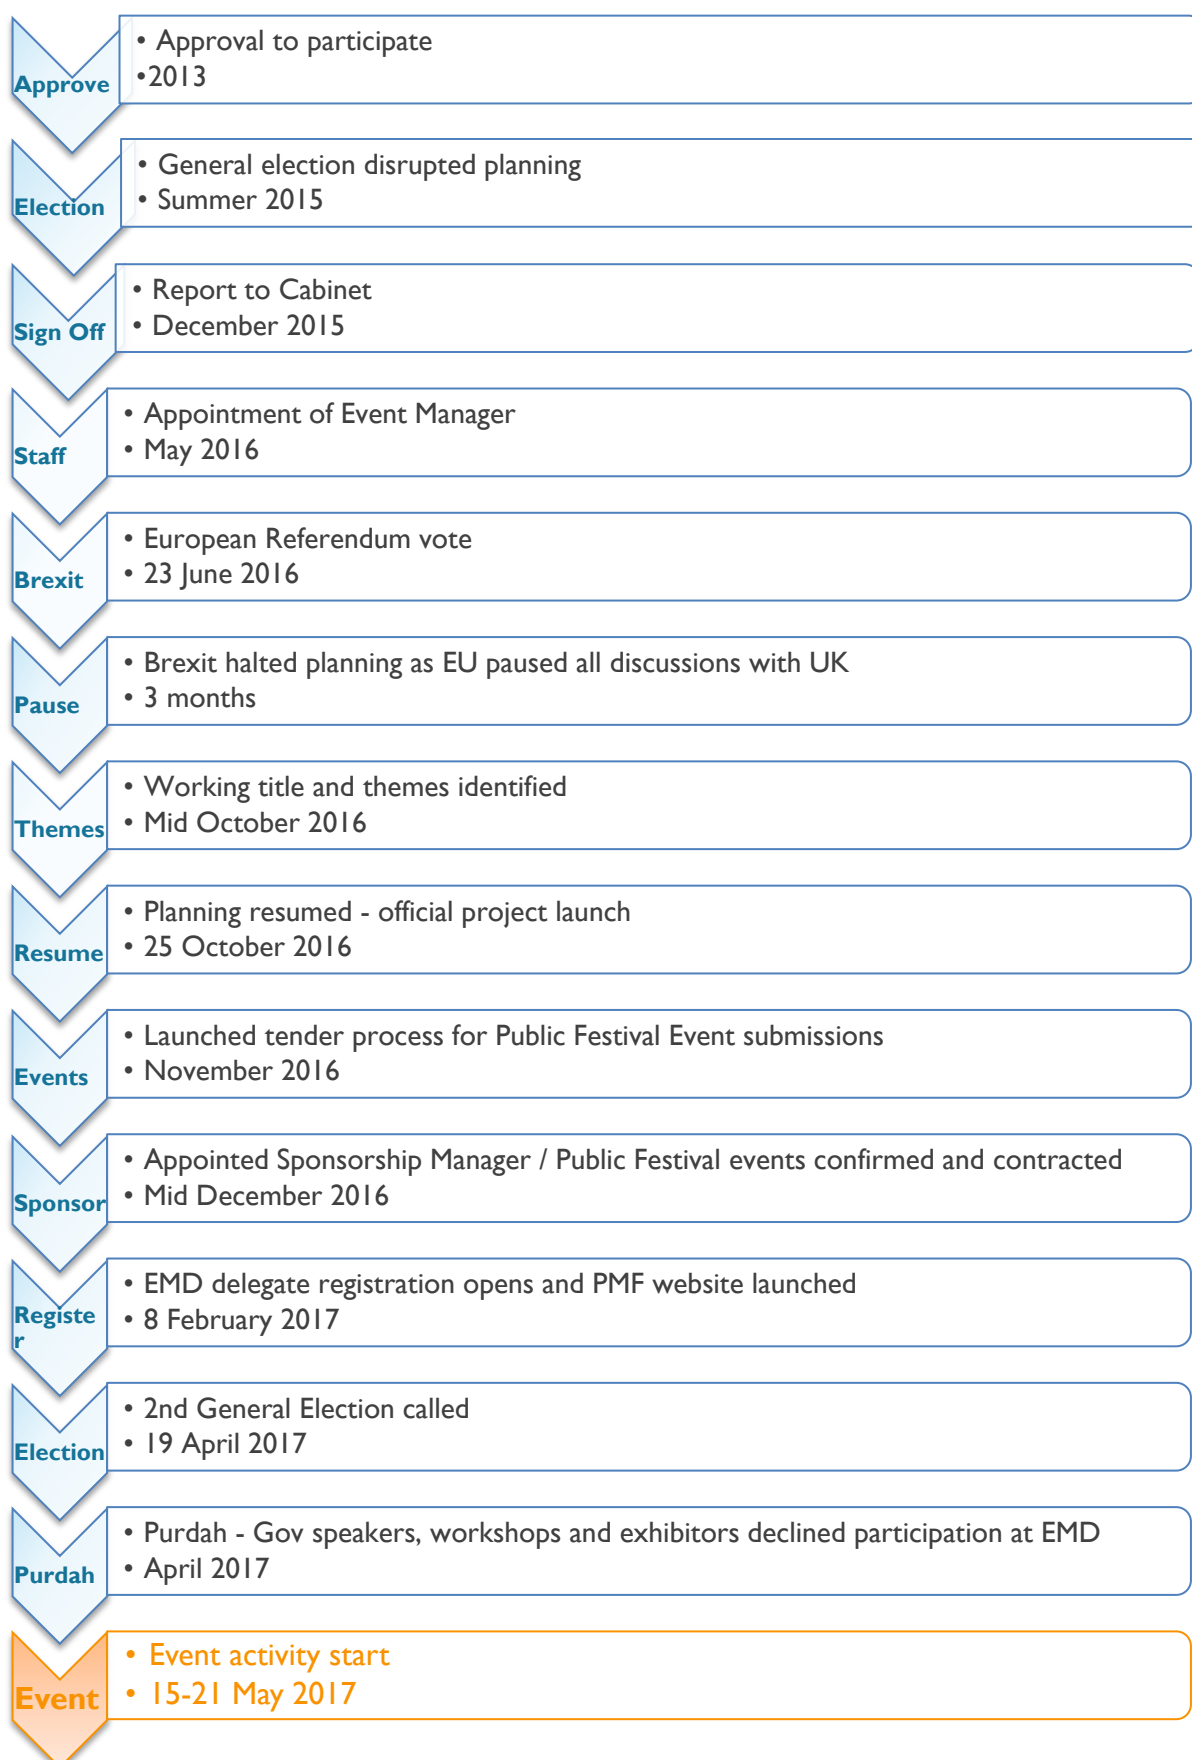 Approve
• Approval to participate
•2013
Election
• General election disrupted planning
• Summer 2015
Sign Off
• Report to Cabinet
• December 2015
Staff
• Appointment of Event Manager
• May 2016
Brexit
• European Referendum vote
• 23 June 2016
Pause
• Brexit halted planning as EU paused all discussions with UK
• 3 months
Themes
• Working title and themes identified
• Mid October 2016
Resume
• Planning resumed - official project launch
• 25 October 2016
Events
• Launched tender process for Public Festival Event submissions
• November 2016
Sponsor
• Appointed Sponsorship Manager / Public Festival events confirmed and contracted
• Mid December 2016
Registe
r
• EMD delegate registration opens and PMF website launched
• 8 February 2017
Election
• 2nd General Election called
• 19 April 2017
Purdah
• Purdah - Gov speakers, workshops and exhibitors declined participation at EMD
• April 2017
Event
• Event activity start
• 15-21 May 2017